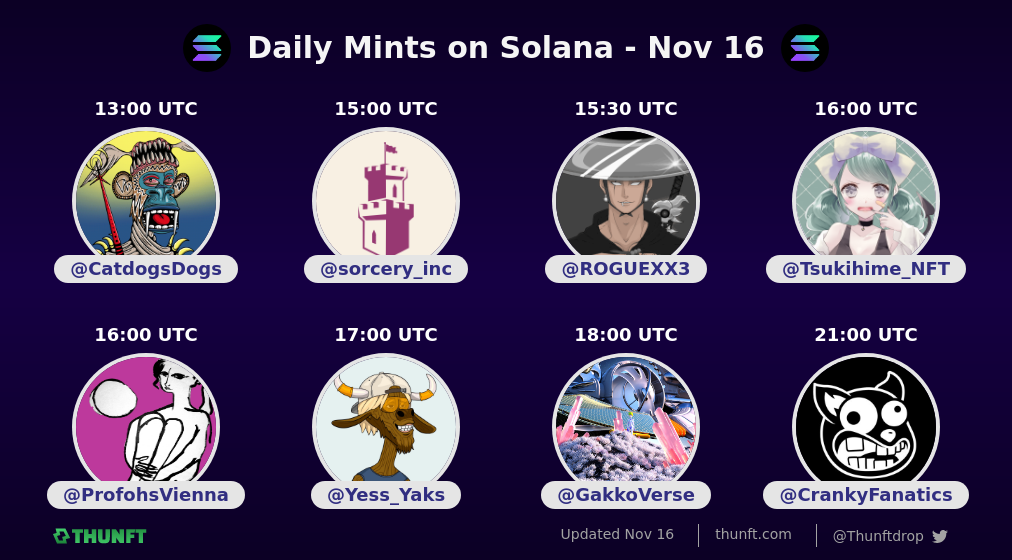 Daily Mints on Solana - Nov 16
13:00 UTC
15:00 UTC
15:30 UTC
16:00 UTC
@CatdogsDogs
@sorcery_inc
@ROGUEXX3
@Tsukihime_NFT
16:00 UTC
17:00 UTC
18:00 UTC
21:00 UTC
@ProfohsVienna
@Yess_Yaks
@GakkoVerse
@CrankyFanatics
THUNFT
Updated Nov 16
thunft.com
@Thunftdrop